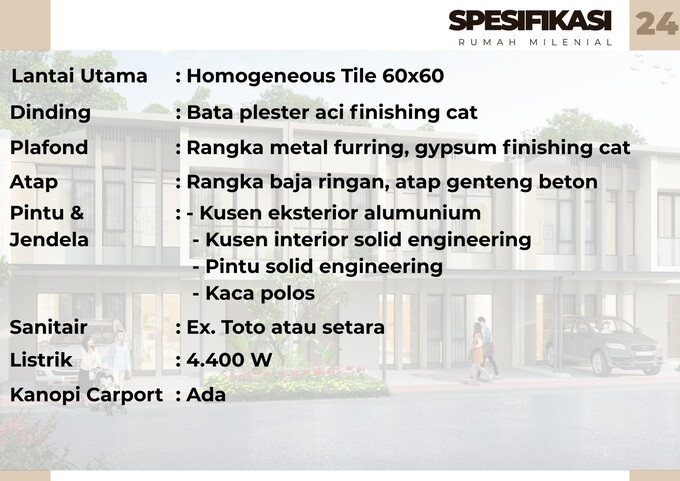 SPESIFIKASI
RUMAH MILENIAL
24
Lantai Utama : Homogeneous Tile 60x60
Dinding : Bata plester aci finishing cat
Plafond : Rangka metal furring, gypsum finishing cat
Atap : Rangka baja ringan, atap genteng beton
Pintu & : - Kusen eksterior alumunium
Jendela - Kusen interior solid engineering
- Pintu solid engineering
- Kaca polos
Sanitair : Ex. Toto atau setara
Listrik : 4.400 W
Kanopi Carport : Ada